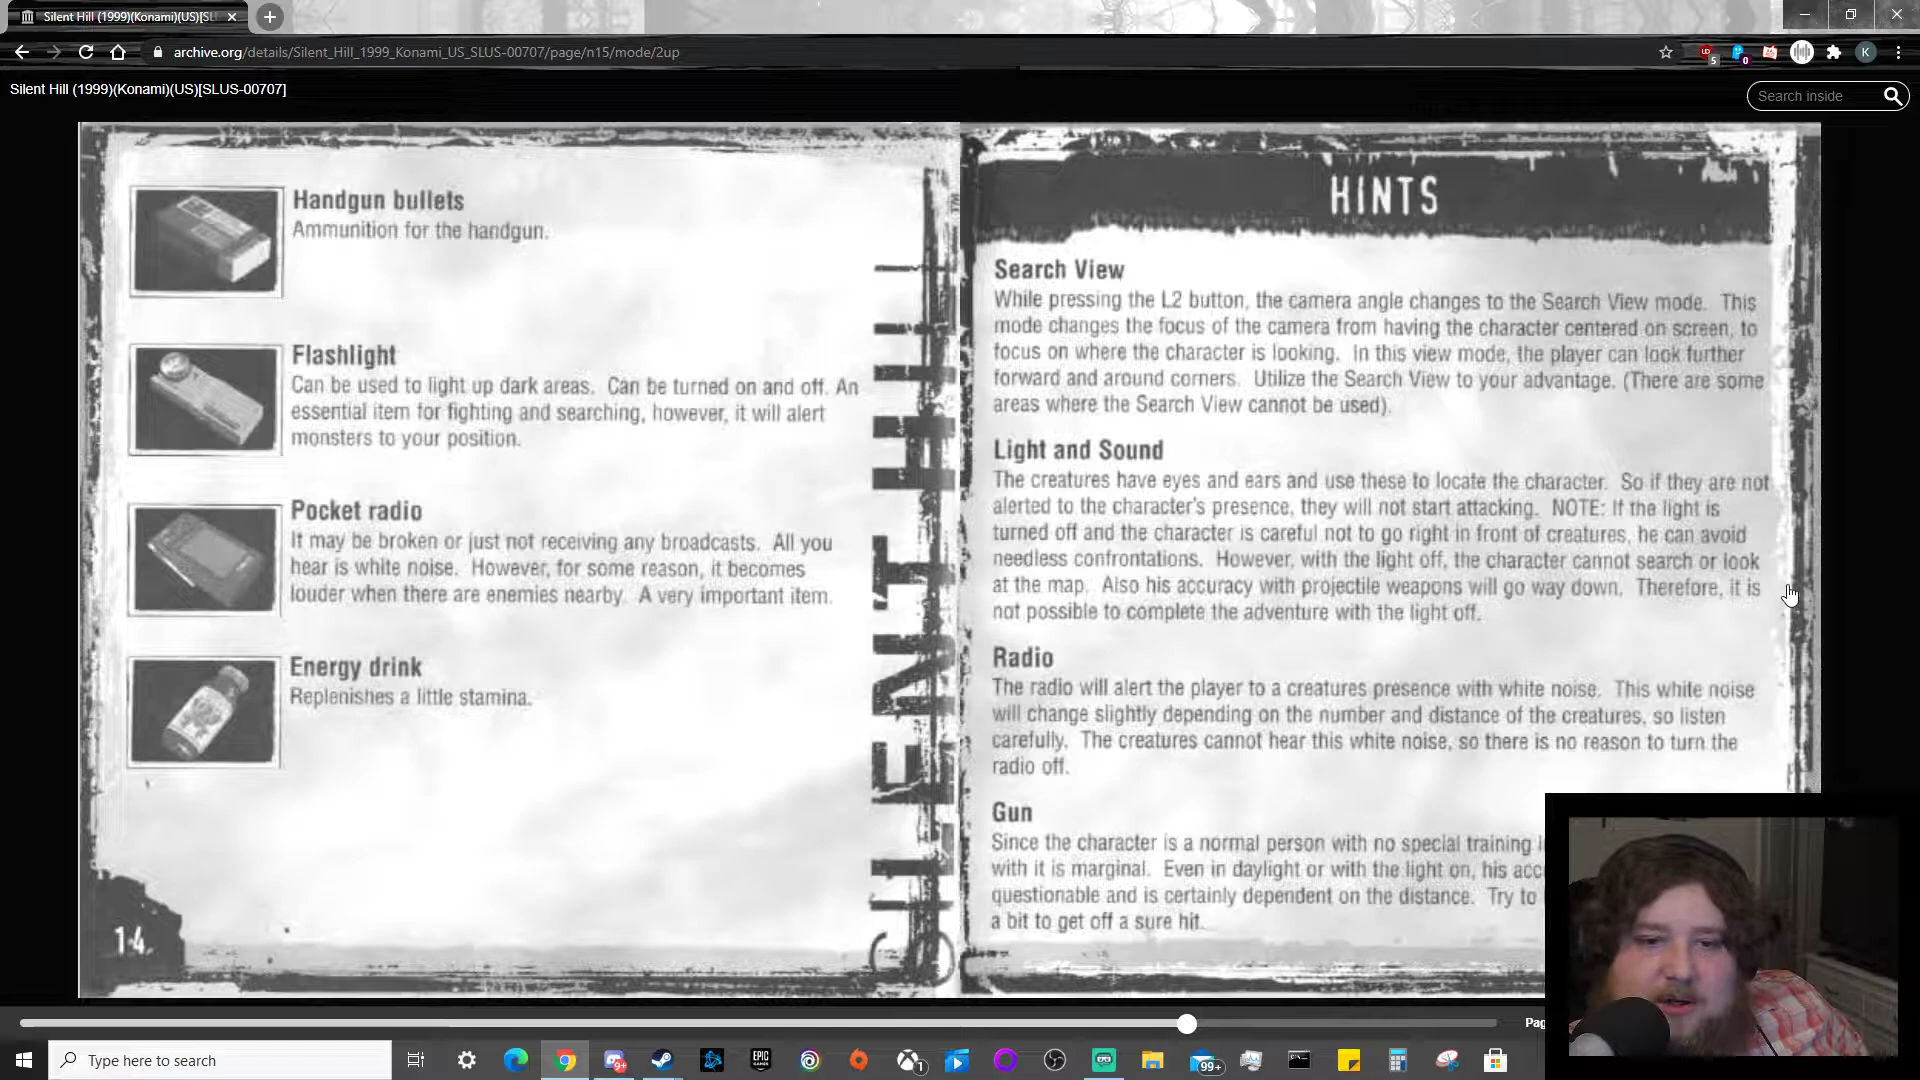 Silent Hill (1999)(Konami)(US)[SL
archive.org/details/Silent_Hill_1999_Konami_US_SLUS-00707/page/n15/mode/2up
5
0
K
Silent Hill (1999)(Konami)(US)[SLUS-00707]
Search inside
Handgun bullets
Ammunition for the handgun.
Flashlight
Can be used to light up dark areas. Can be turned on and off. An
essential item for fighting and searching, however, it will alert
monsters to your position.
Pocket radio
It may be broken or just not receiving any broadcasts. All you
hear is white noise. However, for some reason, it becomes
louder when there are enemies nearby. A very important item.
Energy drink
Replenishes a little stamina.
14
SILENT HILL
HINTS
Search View
While pressing the L2 button, the camera angle changes to the Search View mode. This
mode changes the focus of the camera from having the character centered on screen, to
focus on where the character is looking. In this view mode, the player can look further
forward and around corners. Utilize the Search View to your advantage. (There are some
areas where the Search View cannot be used).
Light and Sound
The creatures have eyes and ears and use these to locate the character. So if they are not
alerted to the character's presence, they will not start attacking. NOTE: If the light is
turned off and the character is careful not to go right in front of creatures, he can avoid
needless confrontations. However, with the light off, the character cannot search or look
at the map. Also his accuracy with projectile weapons will go way down. Therefore, it is
not possible to complete the adventure with the light off.
Radio
The radio will alert the player to a creatures presence with white noise. This white noise
will change slightly depending on the number and distance of the creatures, so listen
carefully. The creatures cannot hear this white noise, so there is no reason to turn the
radio off.
Gun
Since the character is a normal person with no special training
with it is marginal. Even in daylight or with the light on, his acc
questionable and is certainly dependent on the distance. Try to
a bit to get off a sure hit.
Pag
Type here to search
9+
EPIC GAMES
1
99+